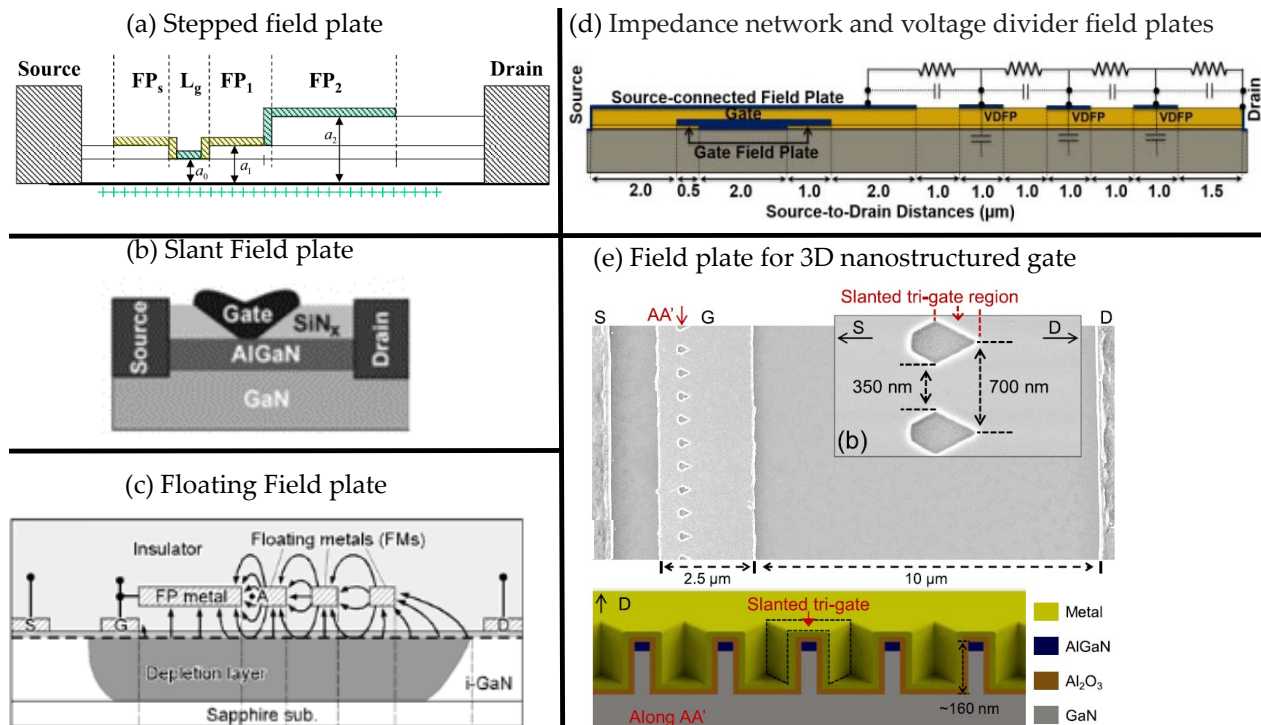 (a) Stepped field plate
Source
FPs
Lg
FP1
FP2
Drain
a0
a1
a2
(b) Slant Field plate
Source
Gate
SiNx
Drain
AlGaN
GaN
(c) Floating Field plate
Insulator
Floating metals (FMs)
FP metal
A
S
G
D
Depletion layer
i-GaN
Sapphire sub.
(d) Impedance network and voltage divider field plates
Source
Source-connected Field Plate
Gate
VDFP
VDFP
VDFP
Drain
Gate Field Plate
2.0
0.5
2.0
1.0
2.0
1.0
1.0
1.0
1.0
1.0
1.0
1.5
Source-to-Drain Distances (μm)
(e) Field plate for 3D nanostructured gate
Slanted tri-gate region
S
AA'
G
D
S
D
350 nm
700 nm
(b)
2.5 μm
10 μm
D
Slanted tri-gate
~160 nm
Along AA'
Metal
AlGaN
Al2O3
GaN